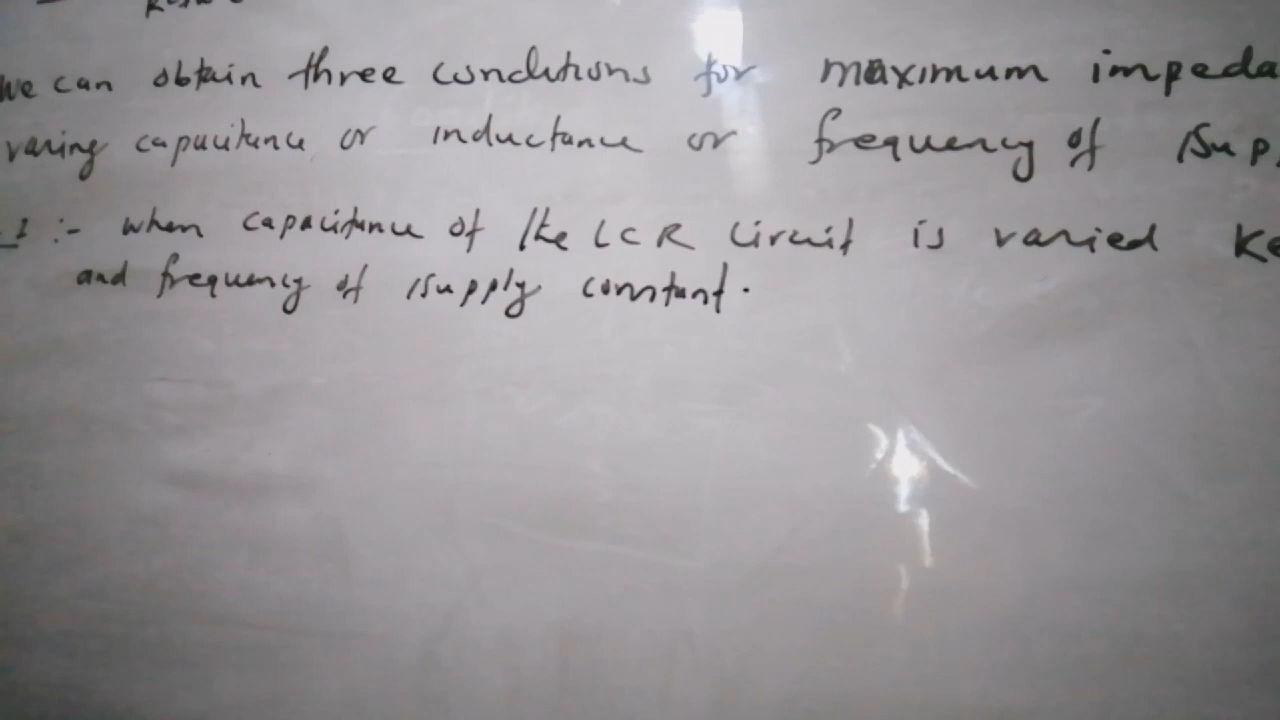 we can obtain three conditions for maximum impeda
varing capacitance or inductance or frequency of sup
I :- when capacitance of the LCR circuit is varied Ke
and frequency of supply constant.